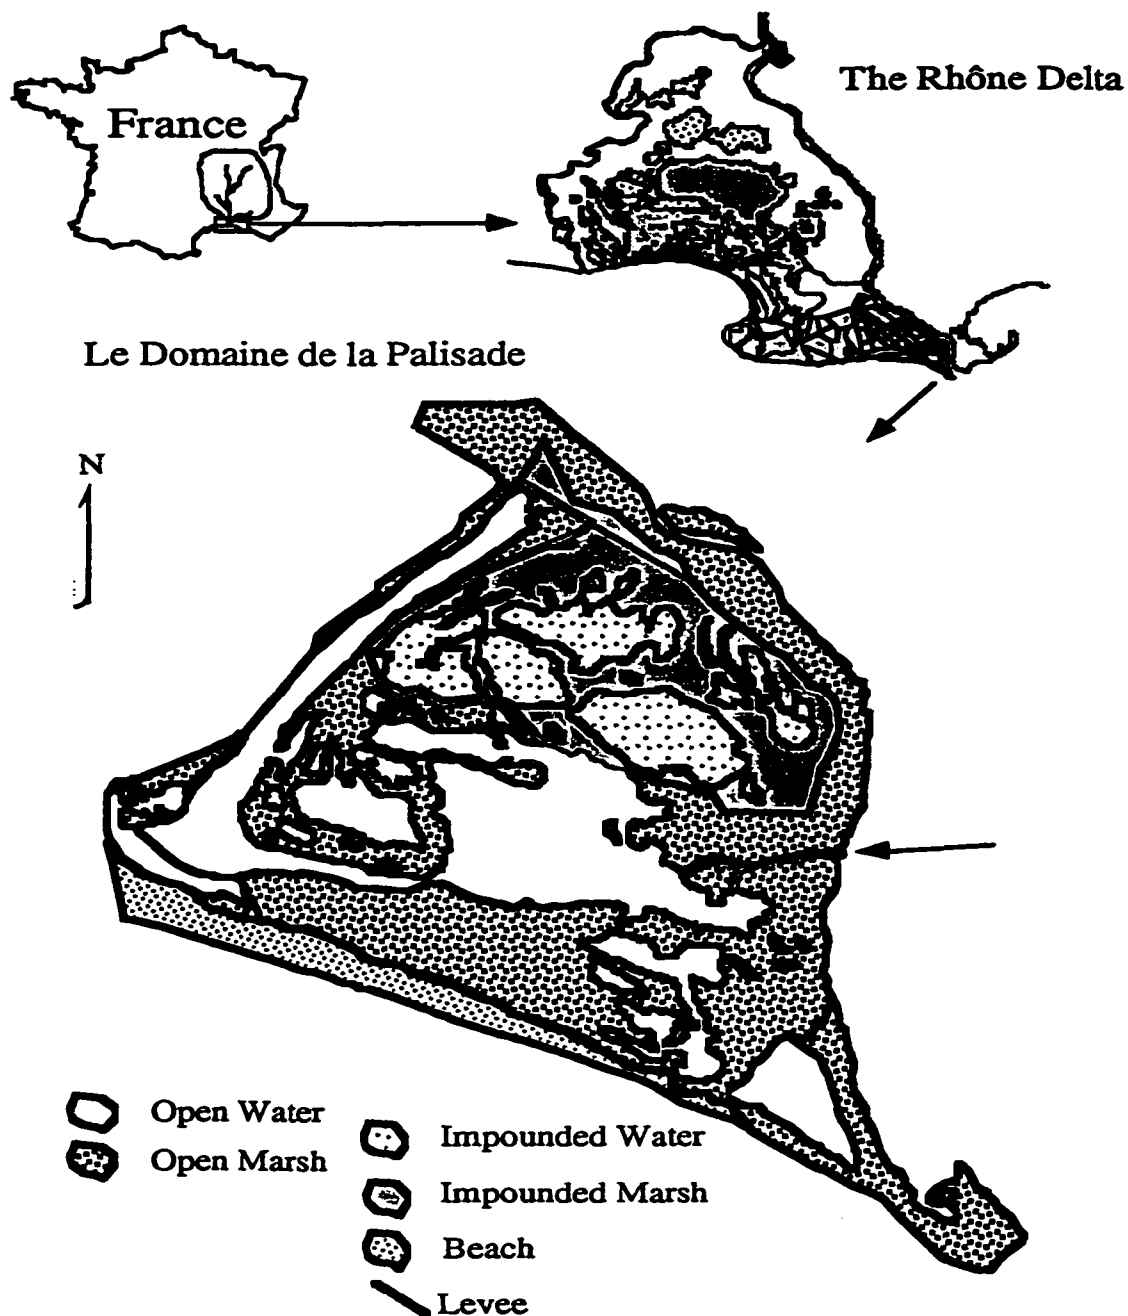 The Rhône Delta
France
Le Domaine de la Palisade
N
Open Water
Open Marsh
Impounded Water
Impounded Marsh
Beach
Levee